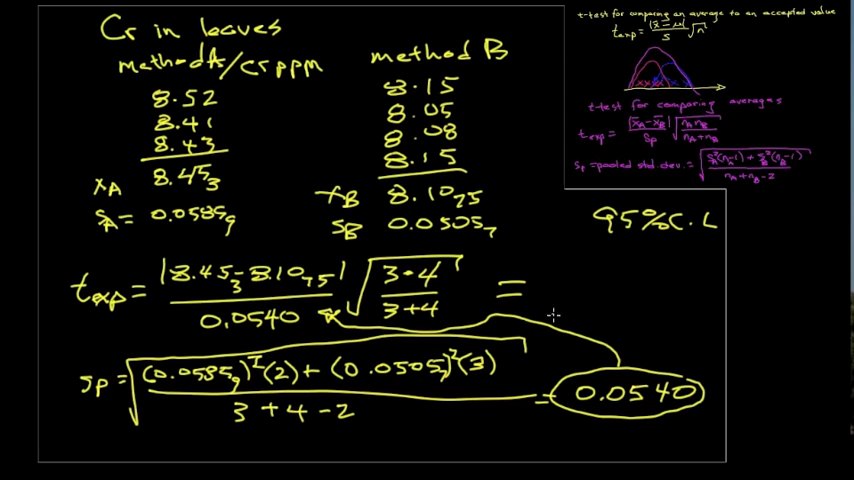 Cr in leaves
method A/Cr ppm
8.52
8.41
8.43
x̄A 8.45₃
sA= 0.0585₉
method B
8.15
8.05
8.08
8.15
x̄B 8.10₇₅
sB 0.0505₇
95% C.L
texp = |8.45₃-8.10₇₅| / 0.0540 √(3·4 / 3+4) =
sp = √((0.0585₉)²(2) + (0.0505₇)²(3) / 3+4-2) = 0.0540
t-test for comparing an average to an accepted value
texp = |x̄-μ| / s √n
xxxx xxx
t-test for comparing averages
texp = |x̄A-x̄B| / sp √(nAnB / nA+nB)
sp = pooled std dev. = √(sA²(nA-1) + sB²(nB-1) / nA+nB-2)